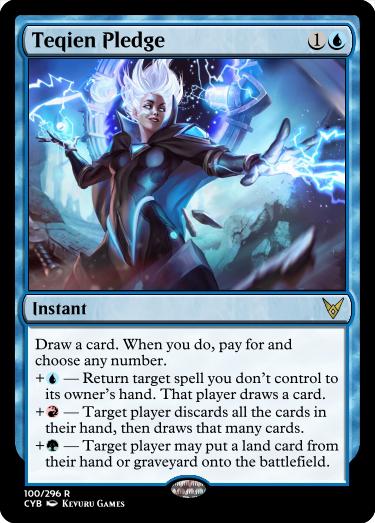 Teqien Pledge 1
Instant
Draw a card. When you do, pay for and
choose any number.
+ — Return target spell you don't control to
its owner's hand. That player draws a card.
+ — Target player discards all the cards in
their hand, then draws that many cards.
+ — Target player may put a land card from
their hand or graveyard onto the battlefield.
100/296 R
CYB Kevuru Games